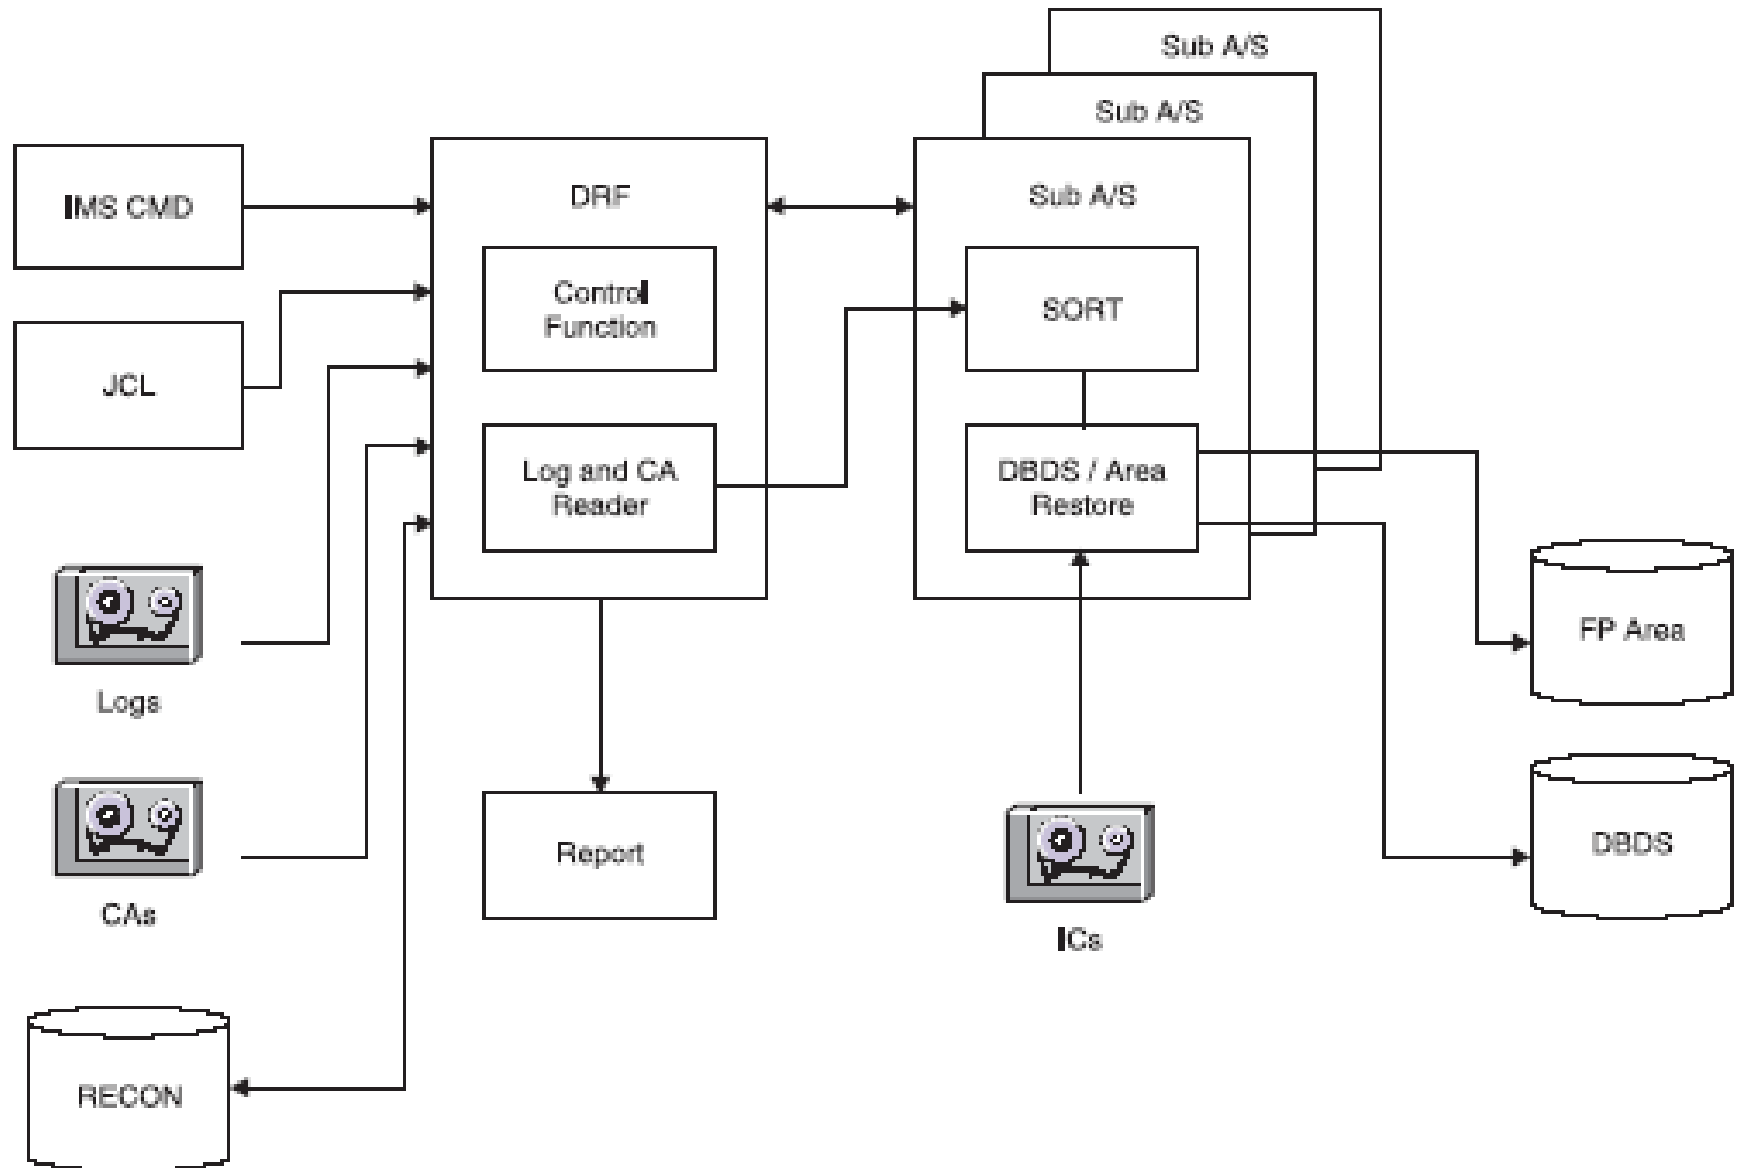 Sub A/S
Sub A/S
Sub A/S
IMS CMD
JCL
DRF
Control
Function
Log and CA
Reader
SORT
DBDS / Area
Restore
Logs
CAs
RECON
Report
ICs
FP Area
DBDS